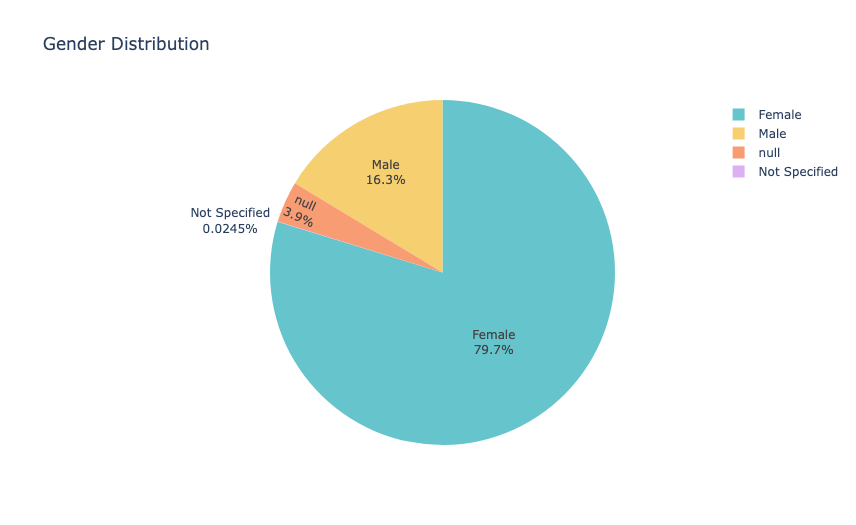 Gender Distribution
Female
Male
null
Not Specified
Male
16.3%
null
3.9%
Not Specified
0.0245%
Female
79.7%